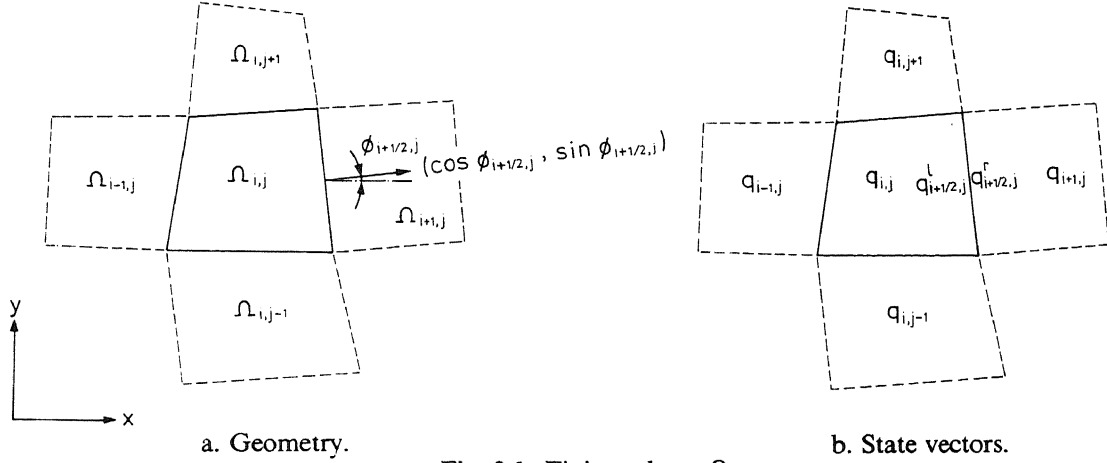 Ω i,j+1
ϕ i+1/2,j
(cos ϕ i+1/2,j , sin ϕ i+1/2,j)
Ω i-1,j
Ω i,j
Ω i+1,j
Ω i,j-1
y
x
a. Geometry.
q i,j+1
q i-1,j
q i,j
q l i+1/2,j
q r i+1/2,j
q i+1,j
q i,j-1
b. State vectors.